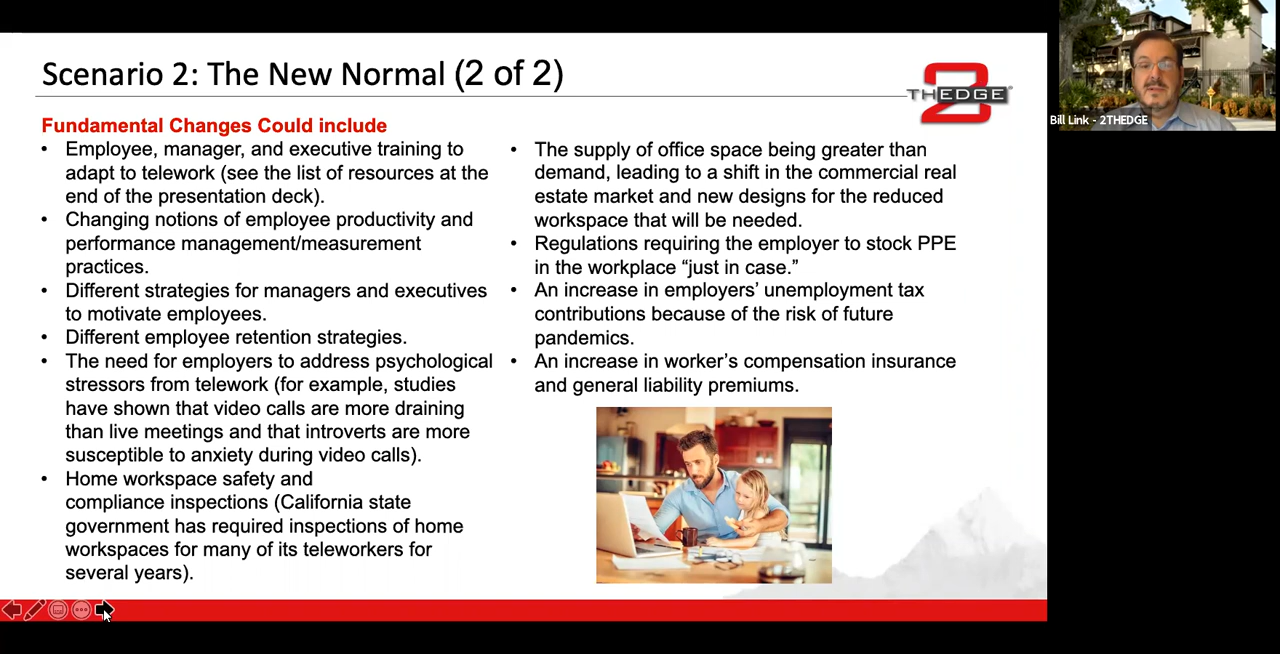 Scenario 2: The New Normal (2 of 2)
2
THEDGE®
Fundamental Changes Could include
• Employee, manager, and executive training to
adapt to telework (see the list of resources at the
end of the presentation deck).
• Changing notions of employee productivity and
performance management/measurement
practices.
• Different strategies for managers and executives
to motivate employees.
• Different employee retention strategies.
• The need for employers to address psychological
stressors from telework (for example, studies
have shown that video calls are more draining
than live meetings and that introverts are more
susceptible to anxiety during video calls).
• Home workspace safety and
compliance inspections (California state
government has required inspections of home
workspaces for many of its teleworkers for
several years).
• The supply of office space being greater than
demand, leading to a shift in the commercial real
estate market and new designs for the reduced
workspace that will be needed.
• Regulations requiring the employer to stock PPE
in the workplace “just in case.”
• An increase in employers’ unemployment tax
contributions because of the risk of future
pandemics.
• An increase in worker’s compensation insurance
and general liability premiums.
Bill Link - 2THEDGE